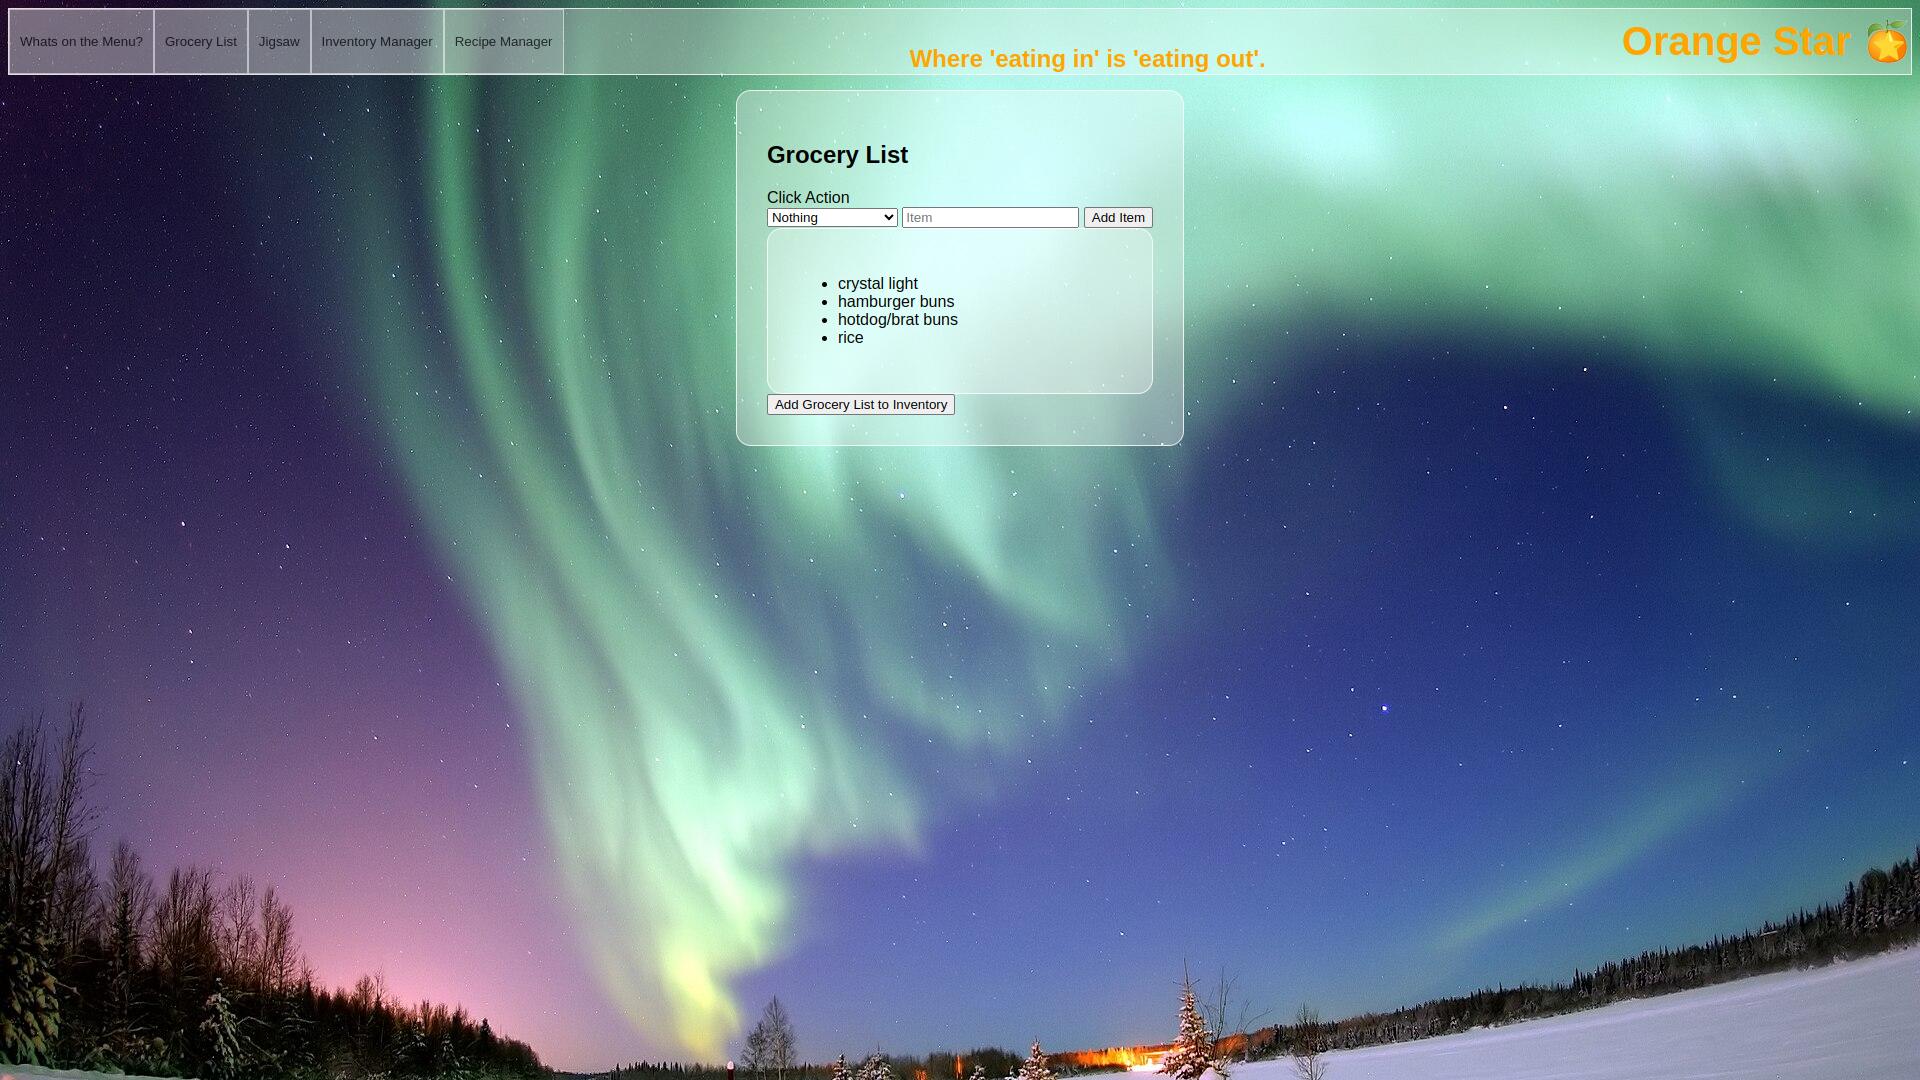 Whats on the Menu?
Grocery List
Jigsaw
Inventory Manager
Recipe Manager
Where 'eating in' is 'eating out'.
Orange Star
Grocery List
Click Action
Nothing
Item
Add Item
crystal light
hamburger buns
hotdog/brat buns
rice
Add Grocery List to Inventory